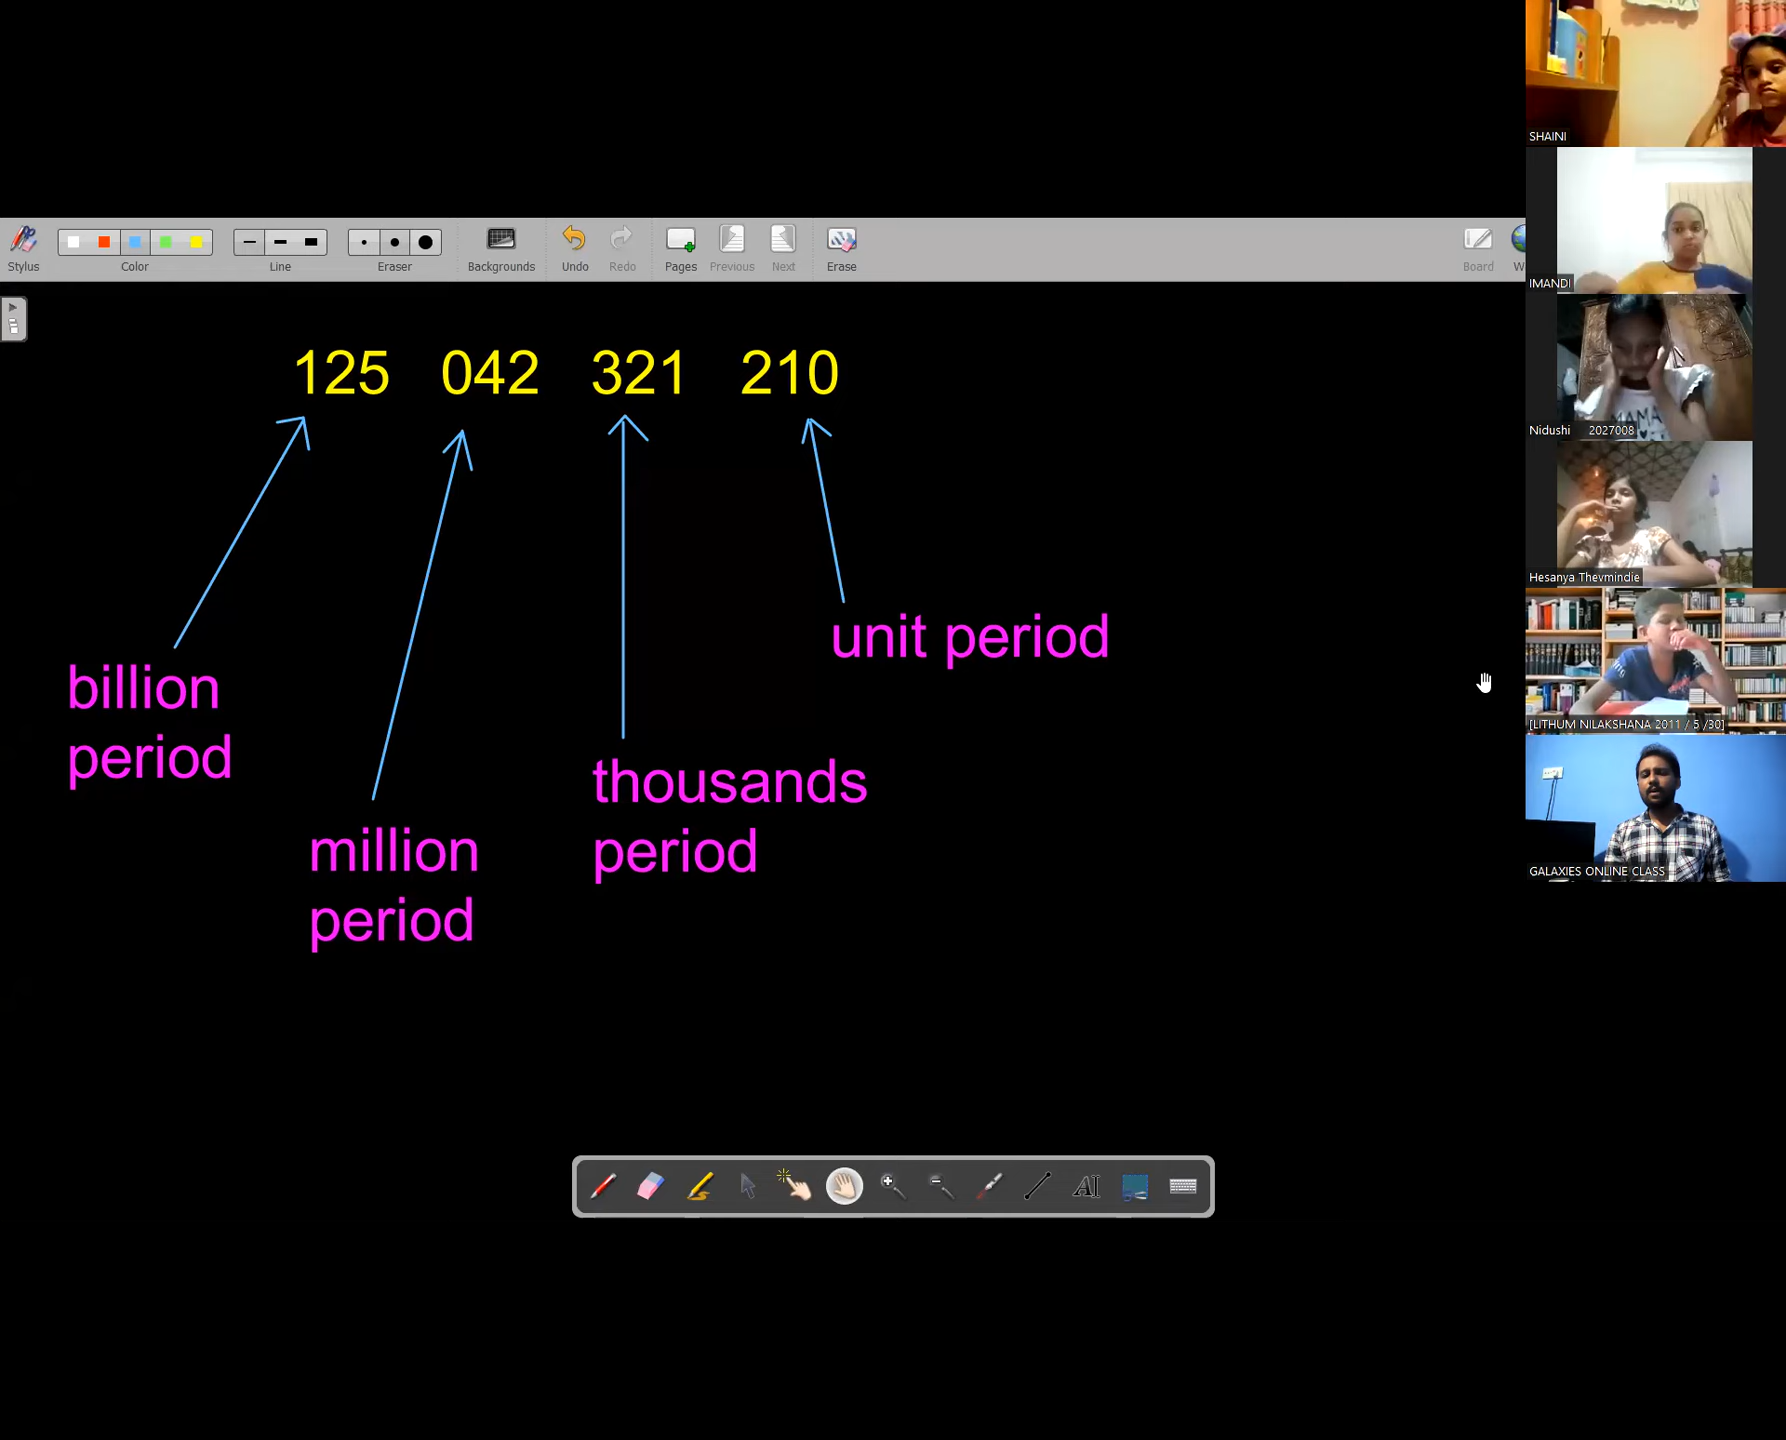 SHAINI
IMANDI
Nidushi 2027008
Hesanya Thevmindie
[LITHUM NILAKSHANA 2011 / 5 /30]
GALAXIES ONLINE CLASS
Stylus
Color
Line
Eraser
Backgrounds
Undo
Redo
Pages
Previous
Next
Erase
Board
125 042 321 210
unit period
billion
period
thousands
period
million
period